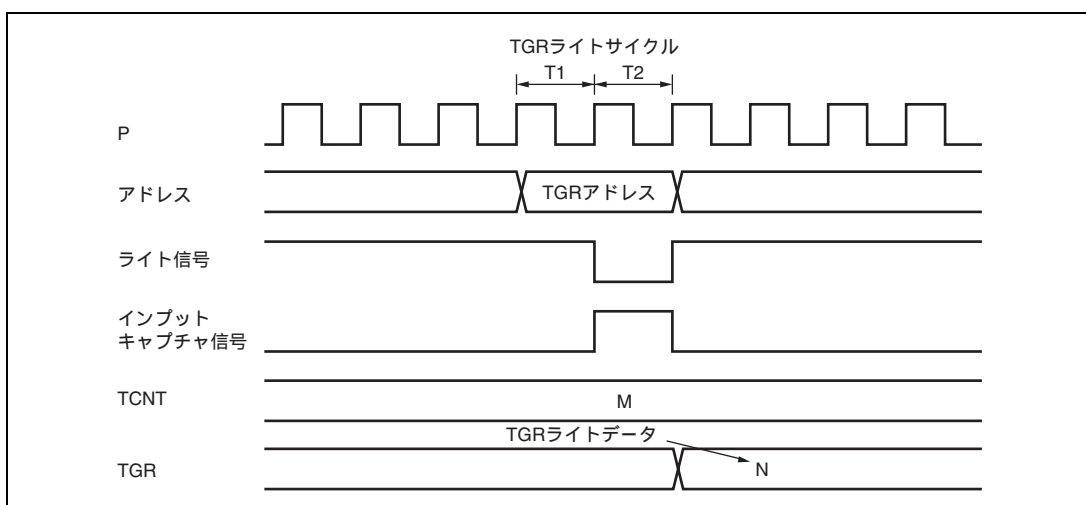 TGRライトサイクル
T1 T2
P
アドレス
TGRアドレス
ライト信号
インプット
キャプチャ信号
TCNT
M
TGRライトデータ
TGR
N